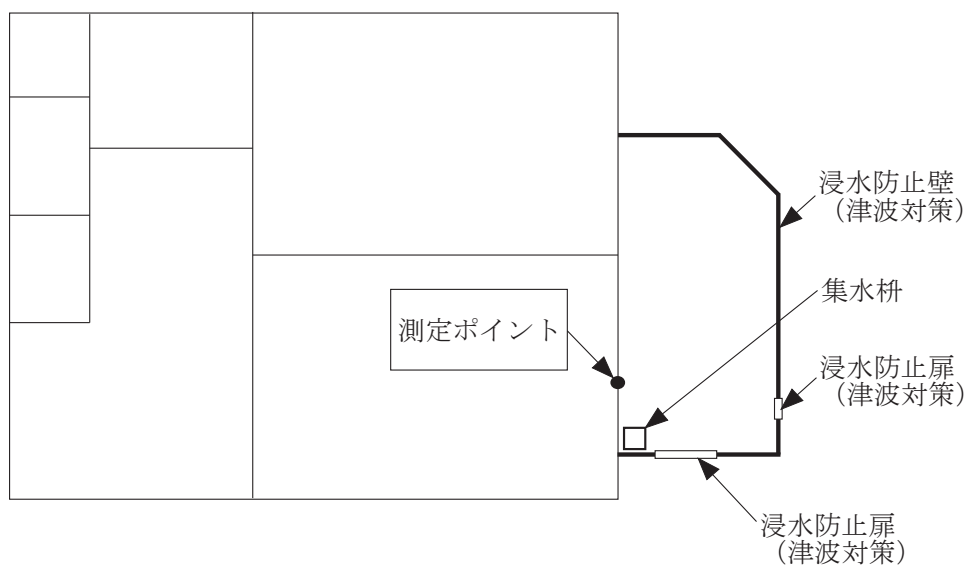 浸水防止壁
（津波対策）
集水枡
測定ポイント
浸水防止扉
（津波対策）
浸水防止扉
（津波対策）